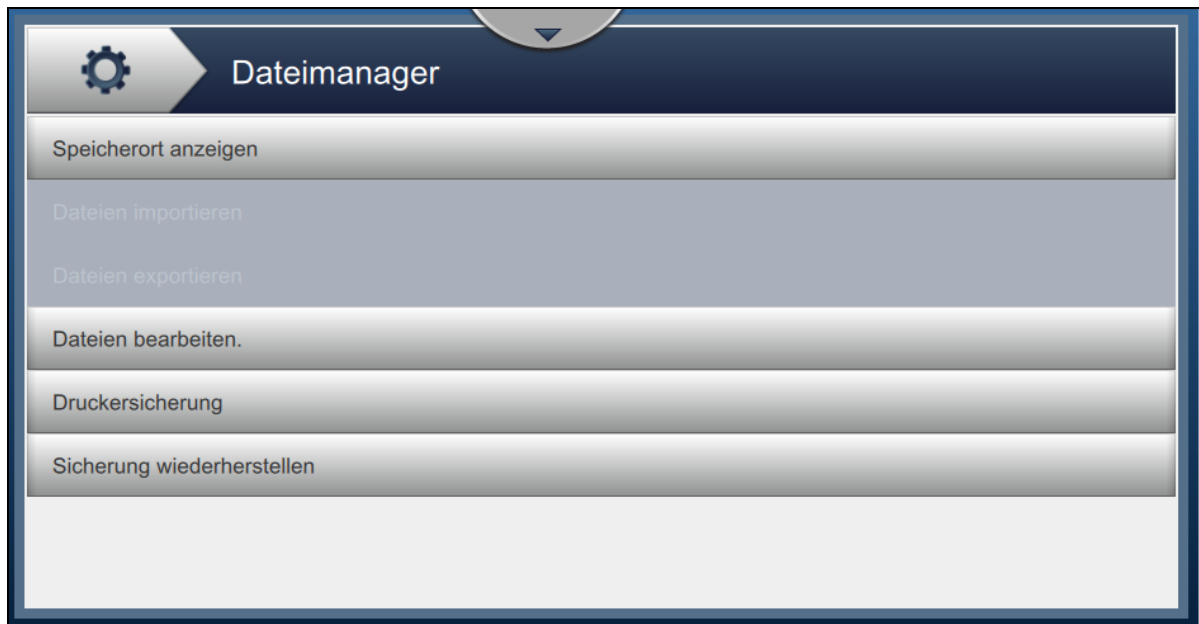 Dateimanager
Speicherort anzeigen
Dateien importieren
Dateien exportieren
Dateien bearbeiten.
Druckersicherung
Sicherung wiederherstellen